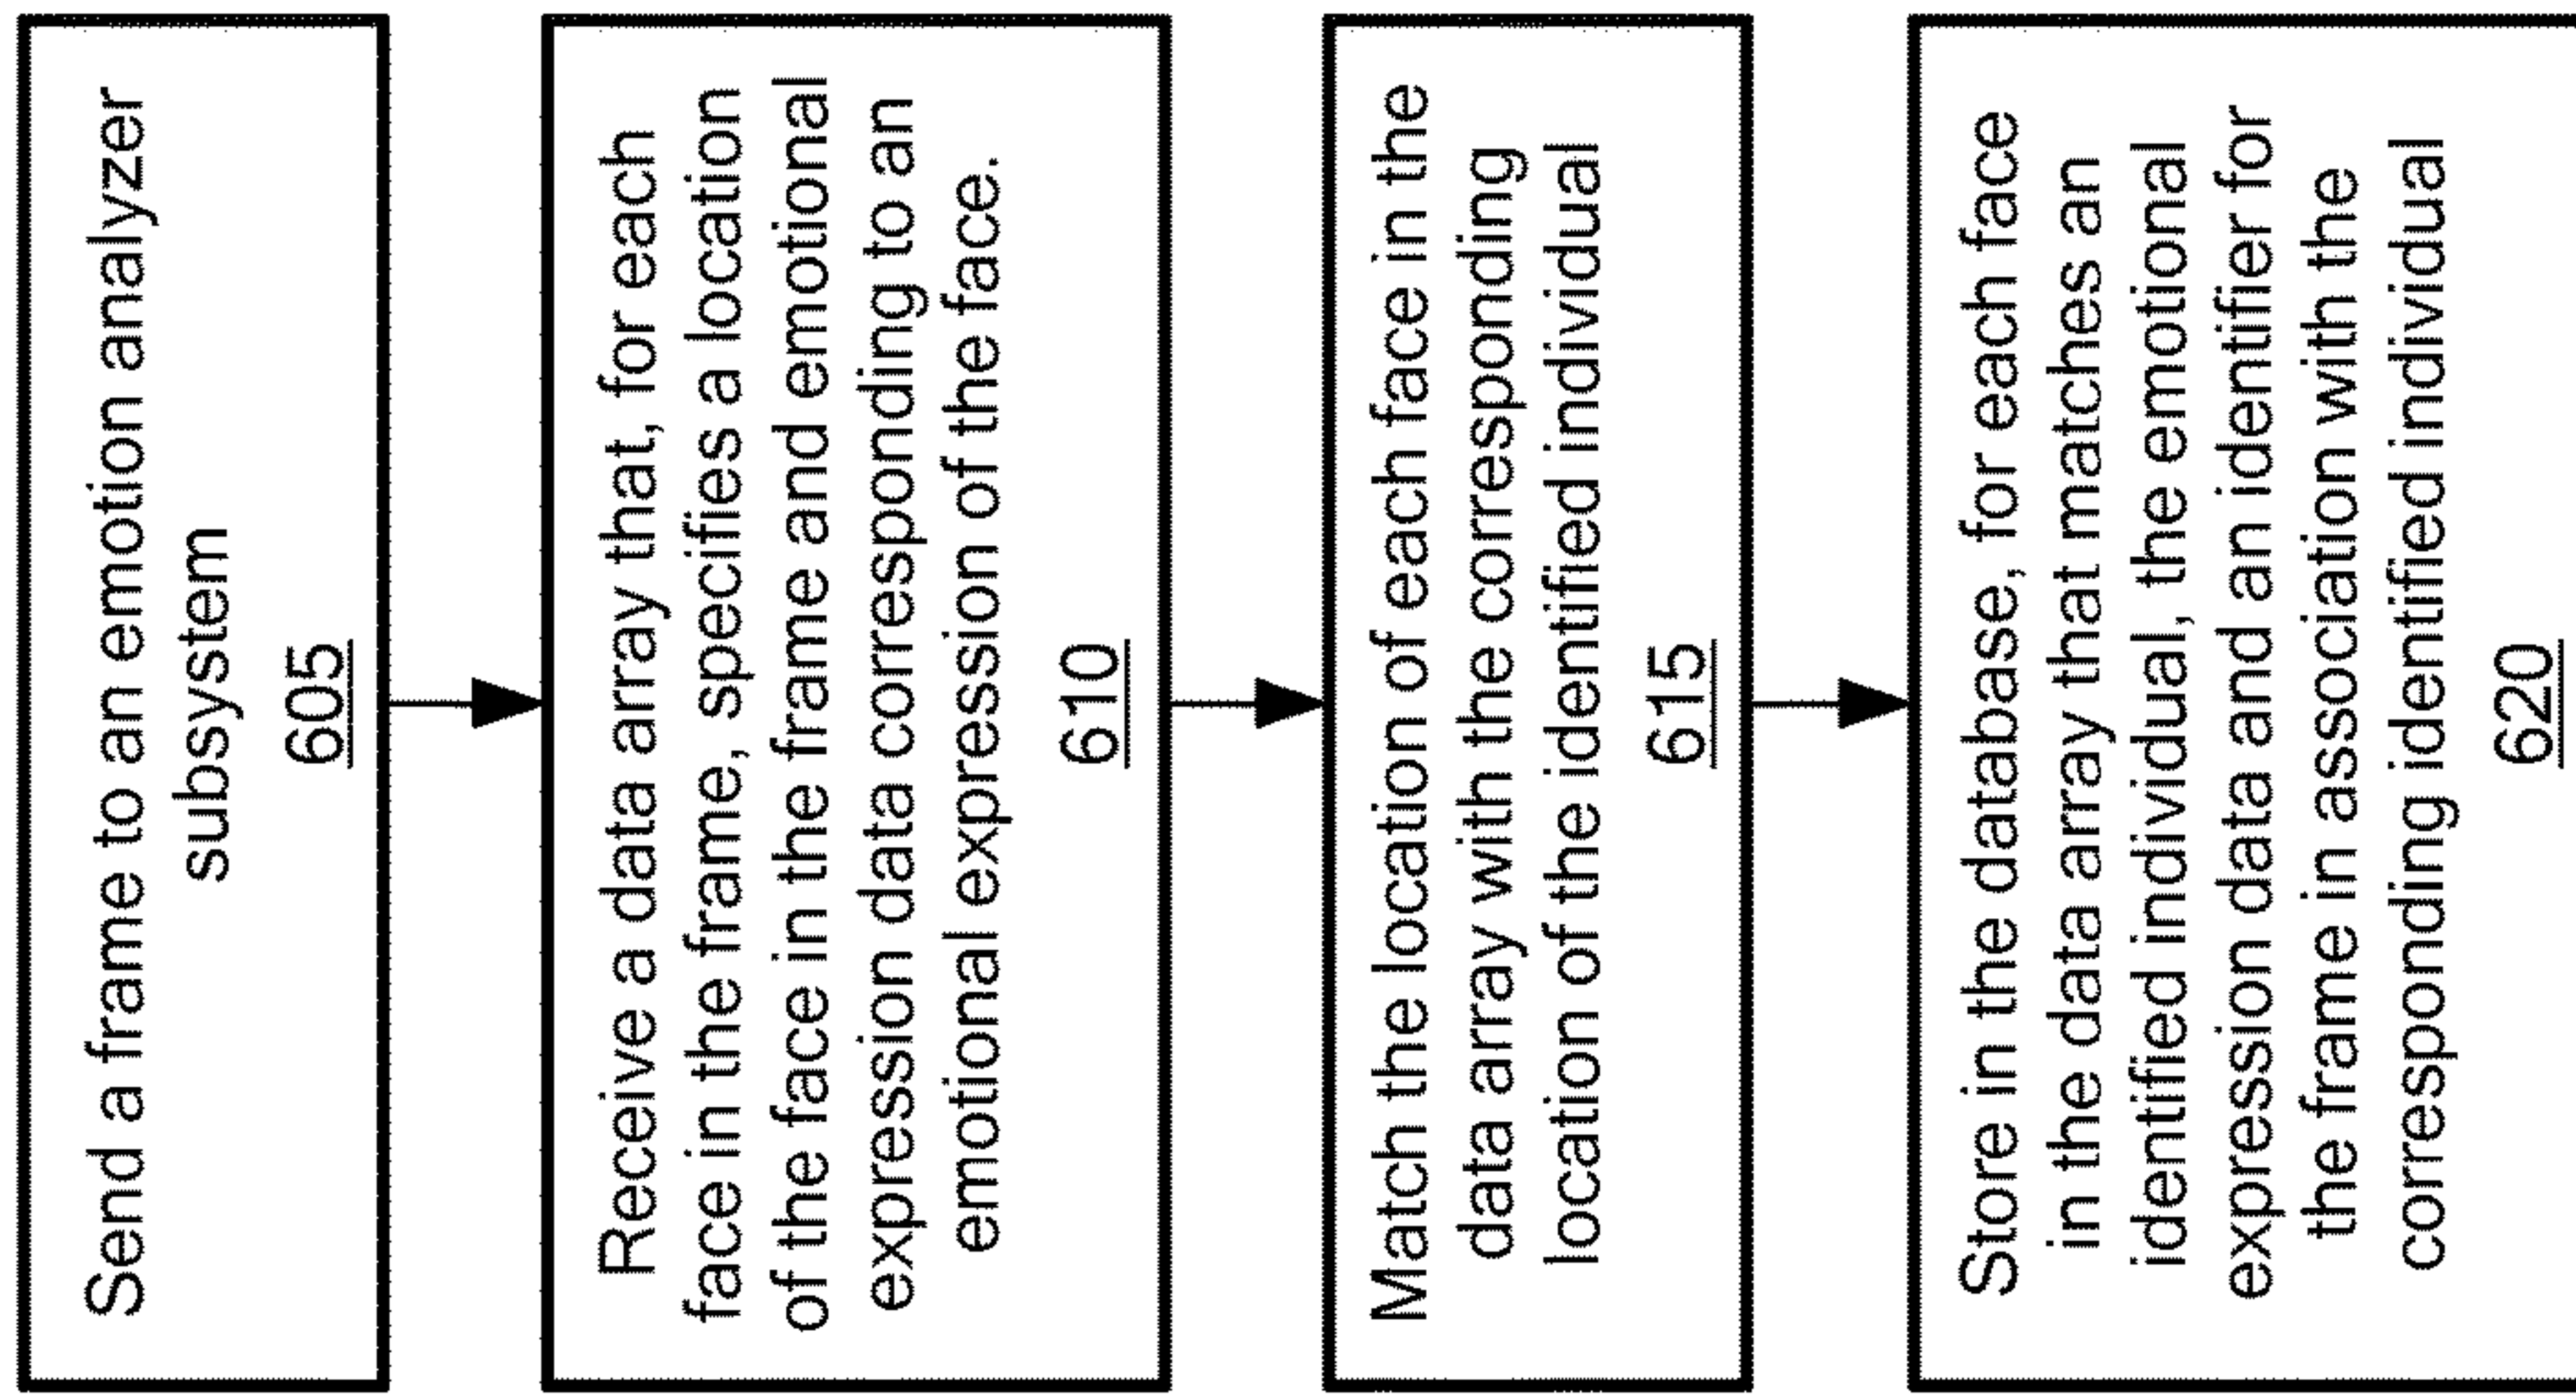 Send a frame to an emotion analyzer
subsystem
605
Receive a data array that, for each
face in the frame, specifies a location
of the face in the frame and emotional
expression data corresponding to an
emotional expression of the face.
610
Match the location of each face in the
data array with the corresponding
location of the identified individual
615
Store in the database, for each face
in the data array that matches an
identified individual, the emotional
expression data and an identifier for
the frame in association with the
corresponding identified individual
620